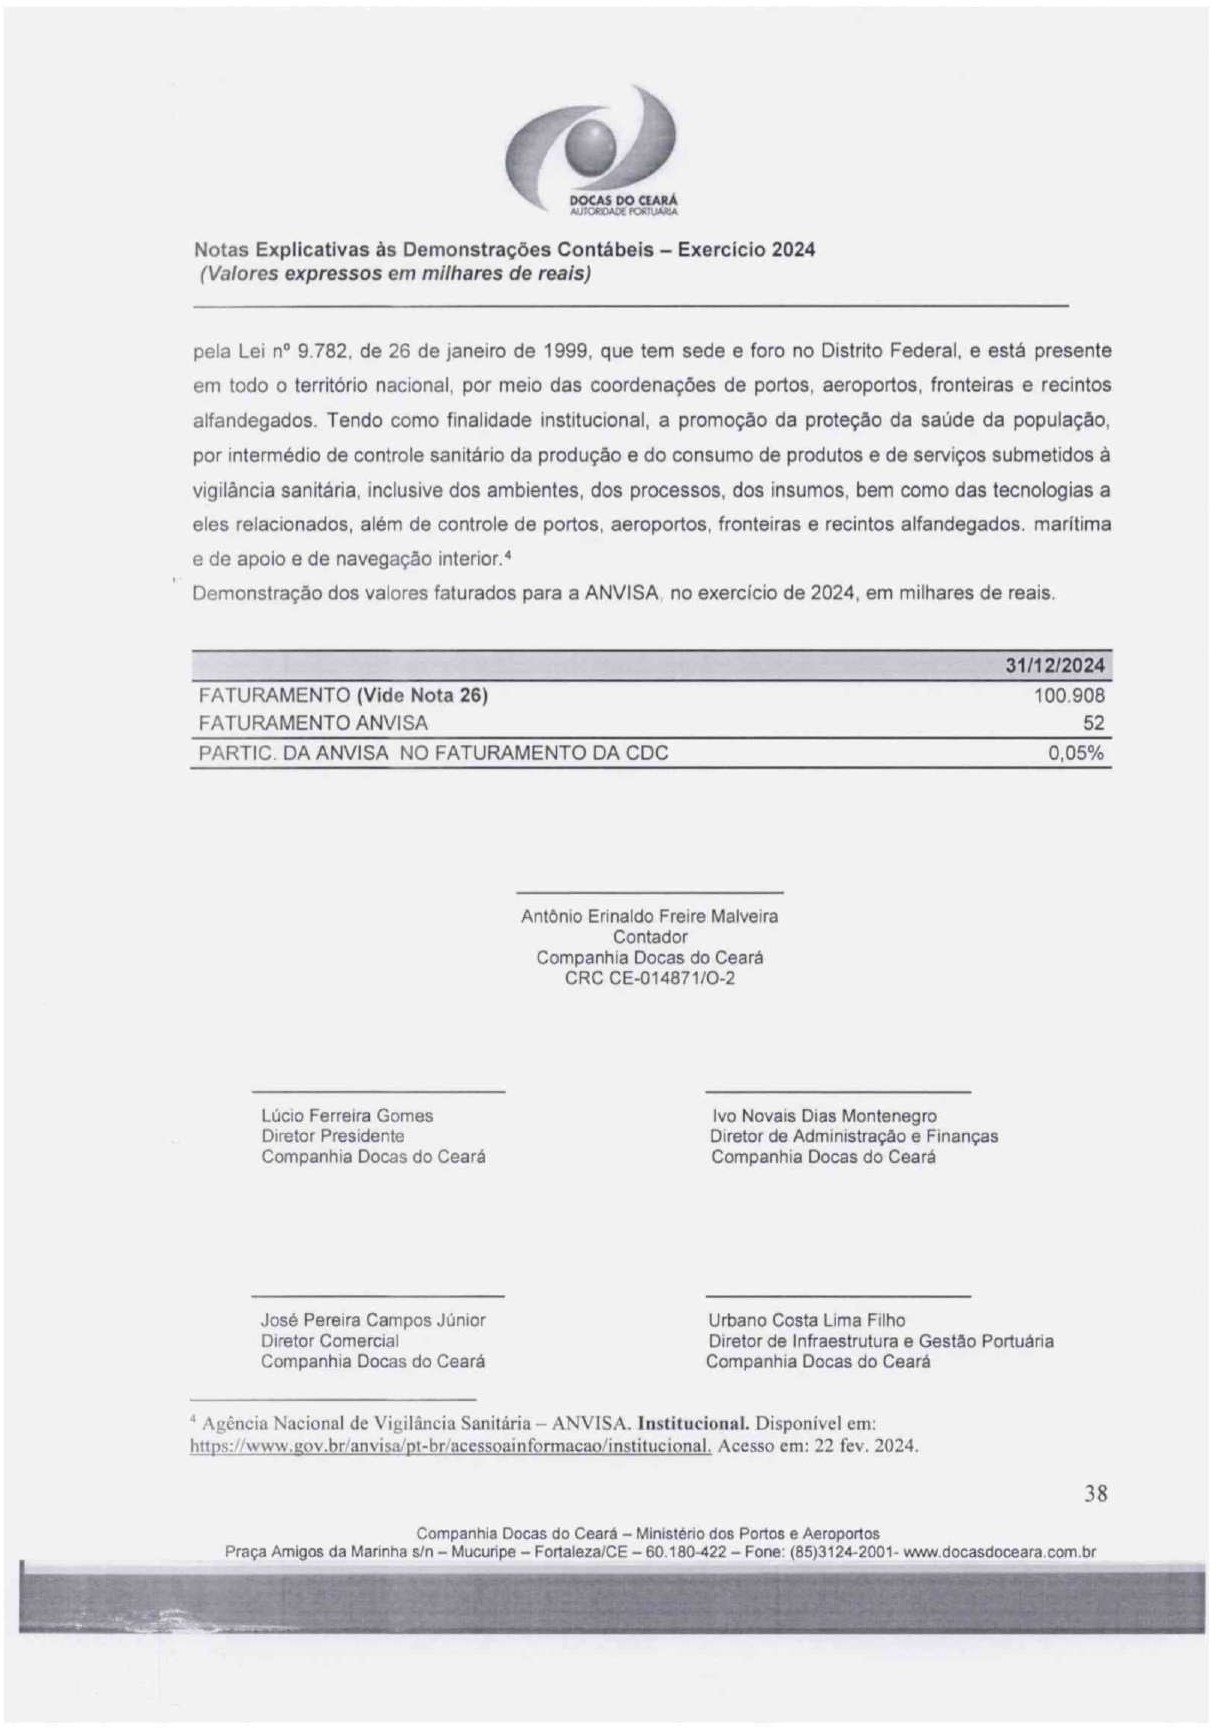 DOCAS DO CEARÁ
AUTORIDADE PORTUÁRIA
Notas Explicativas às Demonstrações Contábeis – Exercício 2024
(Valores expressos em milhares de reais)
pela Lei nº 9.782, de 26 de janeiro de 1999, que tem sede e foro no Distrito Federal, e está presente
em todo o território nacional, por meio das coordenações de portos, aeroportos, fronteiras e recintos
alfandegados. Tendo como finalidade institucional, a promoção da proteção da saúde da população,
por intermédio de controle sanitário da produção e do consumo de produtos e de serviços submetidos à
vigilância sanitária, inclusive dos ambientes, dos processos, dos insumos, bem como das tecnologias a
eles relacionados, além de controle de portos, aeroportos, fronteiras e recintos alfandegados. marítima
e de apoio e de navegação interior.⁴
Demonstração dos valores faturados para a ANVISA, no exercício de 2024, em milhares de reais.
31/12/2024
FATURAMENTO (Vide Nota 26) 100.908
FATURAMENTO ANVISA 52
PARTIC. DA ANVISA NO FATURAMENTO DA CDC 0,05%
Antônio Erinaldo Freire Malveira
Contador
Companhia Docas do Ceará
CRC CE-014871/O-2
Lúcio Ferreira Gomes
Diretor Presidente
Companhia Docas do Ceará
Ivo Novais Dias Montenegro
Diretor de Administração e Finanças
Companhia Docas do Ceará
José Pereira Campos Júnior
Diretor Comercial
Companhia Docas do Ceará
Urbano Costa Lima Filho
Diretor de Infraestrutura e Gestão Portuária
Companhia Docas do Ceará
⁴ Agência Nacional de Vigilância Sanitária – ANVISA. Institucional. Disponível em:
https://www.gov.br/anvisa/pt-br/acessoainformacao/institucional. Acesso em: 22 fev. 2024.
38
Companhia Docas do Ceará – Ministério dos Portos e Aeroportos
Praça Amigos da Marinha s/n – Mucuripe – Fortaleza/CE – 60.180-422 – Fone: (85)3124-2001- www.docasdoceara.com.br